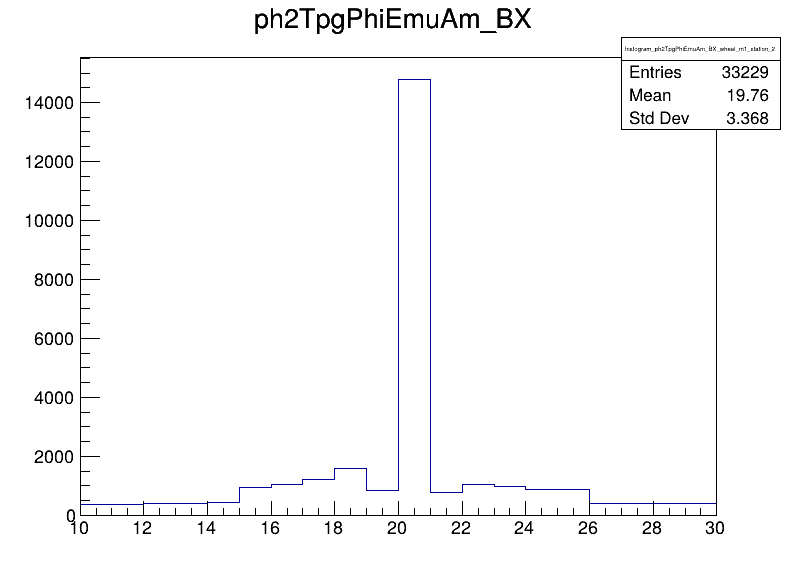 ph2TpgPhiEmuAm_BX
histogram_ph2TpgPhiEmuAm_BX_wheel_m1_station_2
Entries 33229
Mean 19.76
Std Dev 3.368
14000
12000
10000
8000
6000
4000
2000
0
10 12 14 16 18 20 22 24 26 28 30